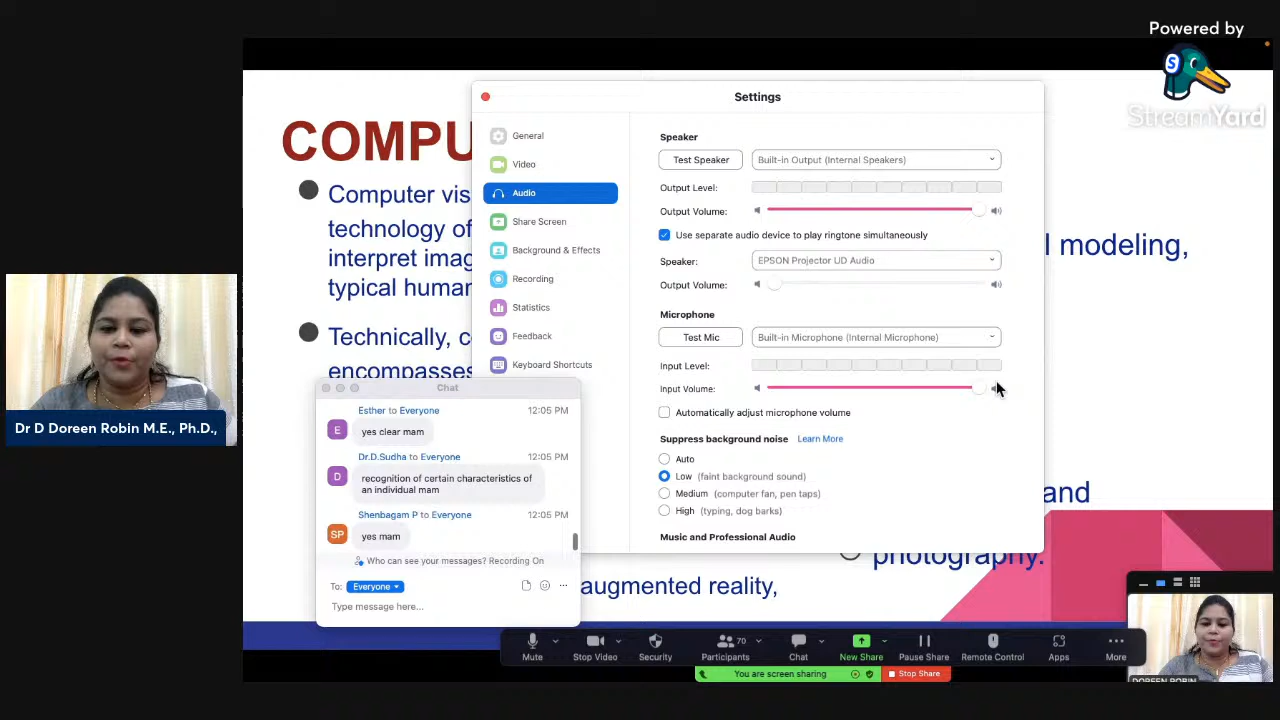 Powered by
StreamYard
Settings
General
Video
Audio
Share Screen
Background & Effects
Recording
Statistics
Feedback
Keyboard Shortcuts
Speaker
Test Speaker
Built-in Output (Internal Speakers)
Output Level:
Output Volume:
Use separate audio device to play ringtone simultaneously
Speaker:
EPSON Projector UD Audio
Output Volume:
Microphone
Test Mic
Built-in Microphone (Internal Microphone)
Input Level:
Input Volume:
Automatically adjust microphone volume
Suppress background noise Learn More
Auto
Low (faint background sound)
Medium (computer fan, pen taps)
High (typing, dog barks)
Music and Professional Audio
COMPU
Computer vis
technology of
interpret imag
typical human
Technically, c
encompasses
l modeling,
and
photography.
augmented reality,
Chat
Esther to Everyone 12:05 PM
E
yes clear mam
Dr.D.Sudha to Everyone 12:05 PM
D
recognition of certain characteristics of
an individual mam
Shenbagam P to Everyone 12:05 PM
SP
yes mam
Who can see your messages? Recording On
To: Everyone
Type message here...
Dr D Doreen Robin M.E., Ph.D.,
Mute
Stop Video
Security
70
Participants
Chat
New Share
Pause Share
Remote Control
Apps
More
You are screen sharing
Stop Share
DOREEN ROBIN